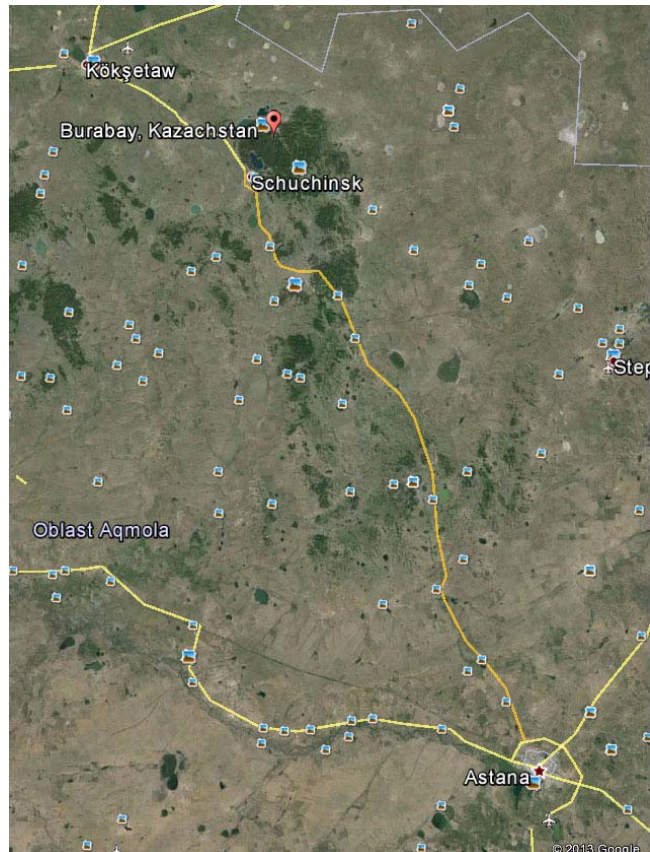 Kökşetaw
Burabay, Kazachstan
Schuchinsk
Step
Oblast Aqmola
Astana
© 2013 Google